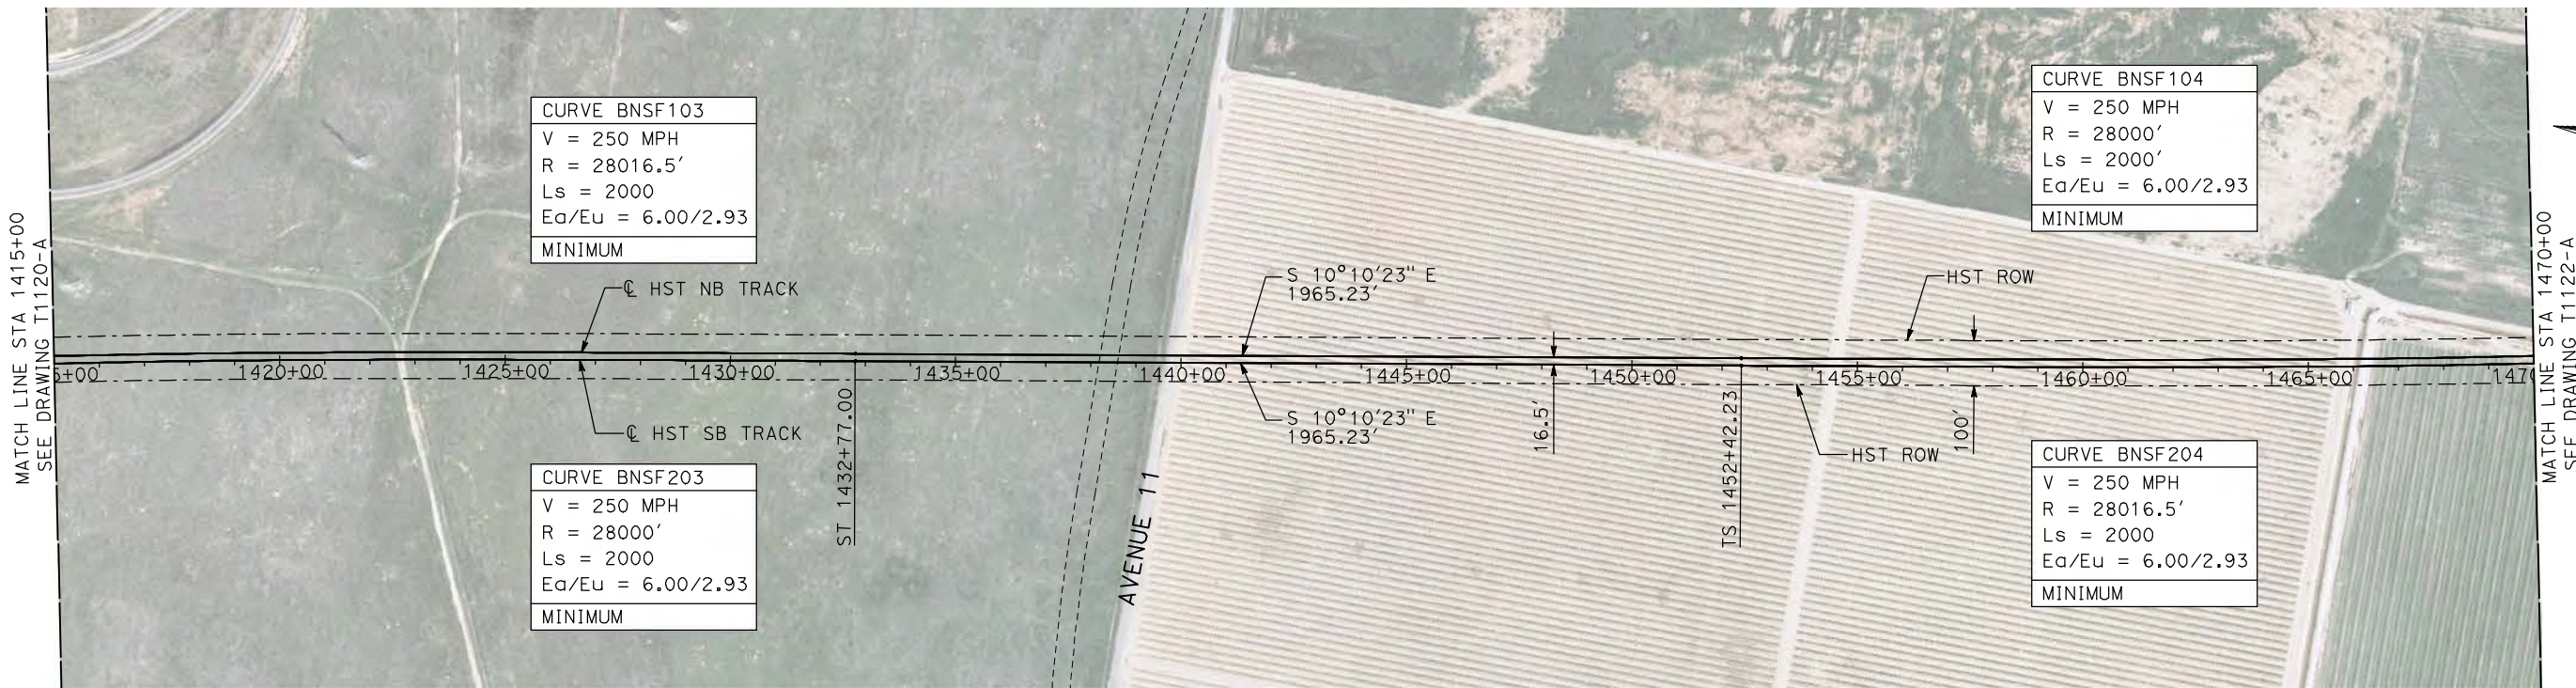 MATCH LINE STA 1415+00
SEE DRAWING T1120-A
CURVE BNSF103
V = 250 MPH
R = 28016.5′
Ls = 2000
Ea/Eu = 6.00/2.93
MINIMUM
℄ HST NB TRACK
S 10°10′23" E
1965.23′
HST ROW
CURVE BNSF104
V = 250 MPH
R = 28000′
Ls = 2000′
Ea/Eu = 6.00/2.93
MINIMUM
5+00
1420+00
1425+00
1430+00
1435+00
1440+00
1445+00
1450+00
1455+00
1460+00
1465+00
1470
℄ HST SB TRACK
ST 1432+77.00
S 10°10′23" E
1965.23′
16.5′
TS 1452+42.23
HST ROW
100′
CURVE BNSF203
V = 250 MPH
R = 28000′
Ls = 2000
Ea/Eu = 6.00/2.93
MINIMUM
AVENUE 11
CURVE BNSF204
V = 250 MPH
R = 28016.5′
Ls = 2000
Ea/Eu = 6.00/2.93
MINIMUM
MATCH LINE STA 1470+00
SEE DRAWING T1122-A